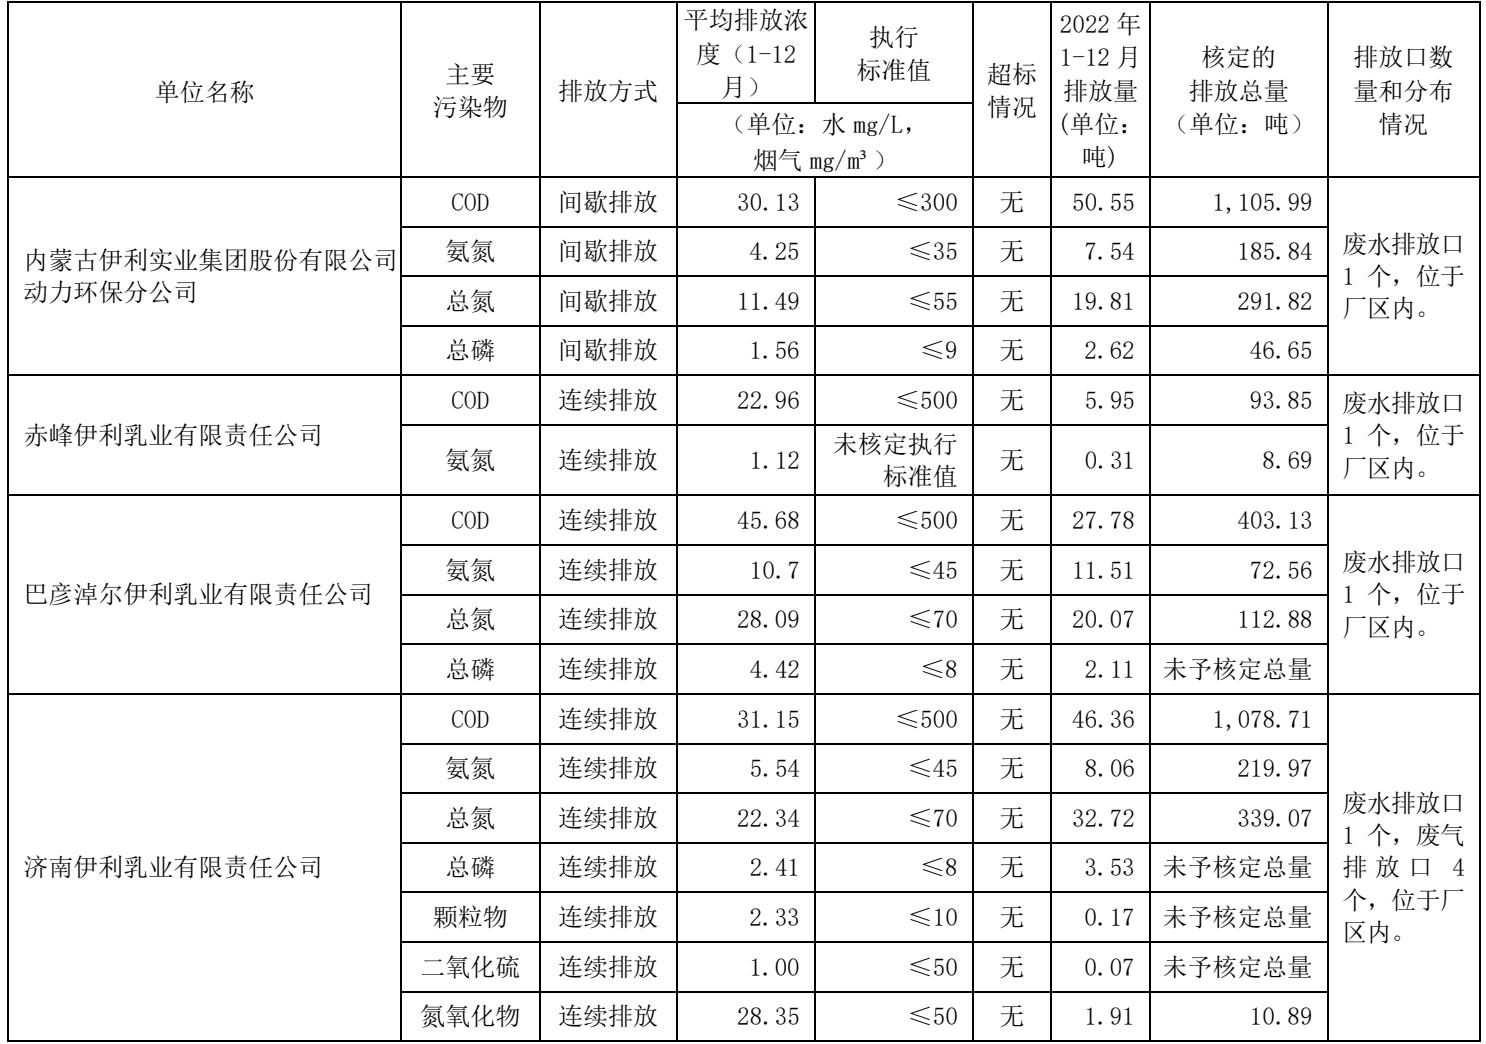 单位名称
主要
污染物
排放方式
平均排放浓
度（1-12
月）
执行
标准值
（单位：水 mg/L，
烟气 mg/m³）
超标
情况
2022 年
1-12 月
排放量
(单位：
吨)
核定的
排放总量
（单位：吨）
排放口数
量和分布
情况
内蒙古伊利实业集团股份有限公司
动力环保分公司
COD 间歇排放 30.13 ≤300 无 50.55 1,105.99
氨氮 间歇排放 4.25 ≤35 无 7.54 185.84
总氮 间歇排放 11.49 ≤55 无 19.81 291.82
总磷 间歇排放 1.56 ≤9 无 2.62 46.65
废水排放口
1 个，位于
厂区内。
赤峰伊利乳业有限责任公司
COD 连续排放 22.96 ≤500 无 5.95 93.85
氨氮 连续排放 1.12 未核定执行
标准值 无 0.31 8.69
废水排放口
1 个，位于
厂区内。
巴彦淖尔伊利乳业有限责任公司
COD 连续排放 45.68 ≤500 无 27.78 403.13
氨氮 连续排放 10.7 ≤45 无 11.51 72.56
总氮 连续排放 28.09 ≤70 无 20.07 112.88
总磷 连续排放 4.42 ≤8 无 2.11 未予核定总量
废水排放口
1 个，位于
厂区内。
济南伊利乳业有限责任公司
COD 连续排放 31.15 ≤500 无 46.36 1,078.71
氨氮 连续排放 5.54 ≤45 无 8.06 219.97
总氮 连续排放 22.34 ≤70 无 32.72 339.07
总磷 连续排放 2.41 ≤8 无 3.53 未予核定总量
颗粒物 连续排放 2.33 ≤10 无 0.17 未予核定总量
二氧化硫 连续排放 1.00 ≤50 无 0.07 未予核定总量
氮氧化物 连续排放 28.35 ≤50 无 1.91 10.89
废水排放口
1 个，废气
排放口 4
个，位于厂
区内。